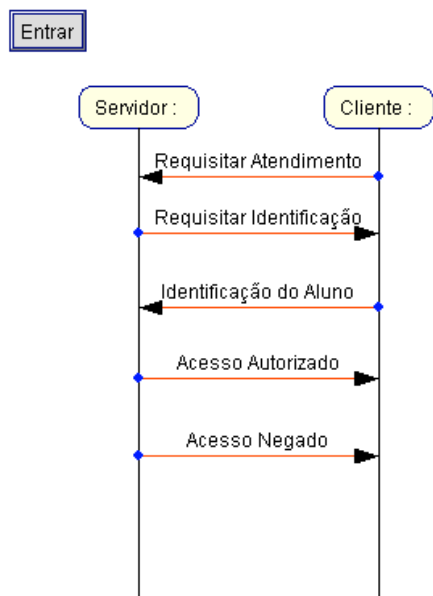 Entrar
Servidor :
Cliente :
Requisitar Atendimento
Requisitar Identificação
Identificação do Aluno
Acesso Autorizado
Acesso Negado